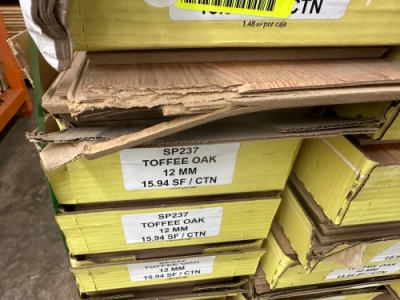 15.94 SF / CTN
1.48 m² por caja
SP237
TOFFEE OAK
12 MM
15.94 SF / CTN
SP237
TOFFEE OAK
12 MM
15.94 SF / CTN
SP237
TOFFEE OAK
12 MM